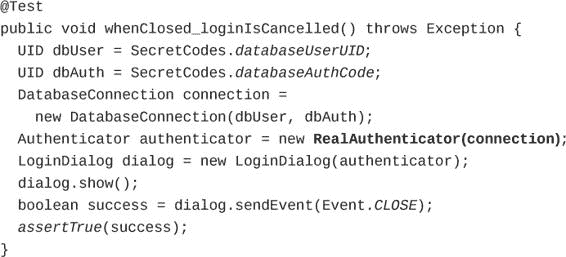 @Test
public void whenClosed_loginIsCancelled() throws Exception {
  UID dbUser = SecretCodes.databaseUserUID;
  UID dbAuth = SecretCodes.databaseAuthCode;
  DatabaseConnection connection =
    new DatabaseConnection(dbUser, dbAuth);
  Authenticator authenticator = new RealAuthenticator(connection);
  LoginDialog dialog = new LoginDialog(authenticator);
  dialog.show();
  boolean success = dialog.sendEvent(Event.CLOSE);
  assertTrue(success);
}